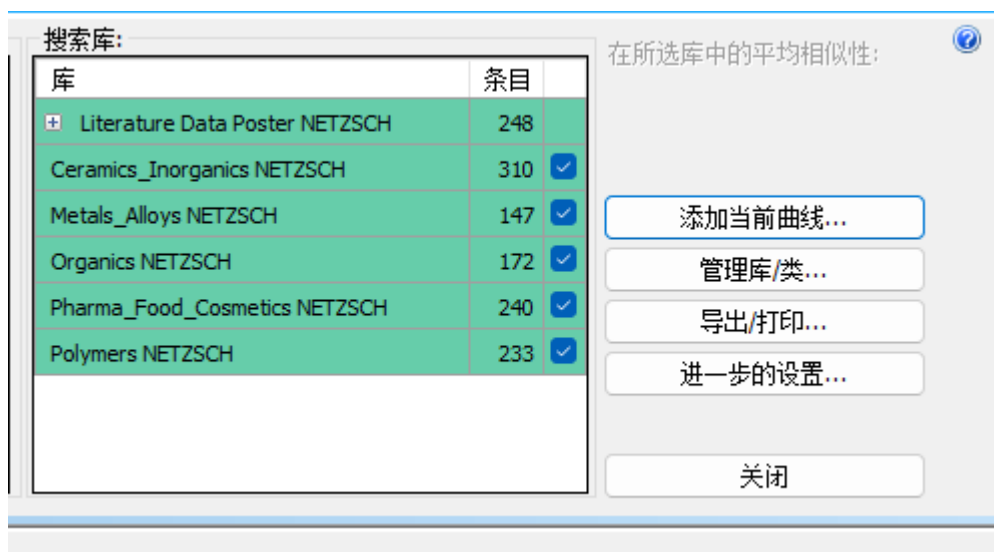 搜索库:
在所选库中的平均相似性:
库 条目
Literature Data Poster NETZSCH 248
Ceramics_Inorganics NETZSCH 310
Metals_Alloys NETZSCH 147
Organics NETZSCH 172
Pharma_Food_Cosmetics NETZSCH 240
Polymers NETZSCH 233
添加当前曲线...
管理库/类...
导出/打印...
进一步的设置...
关闭